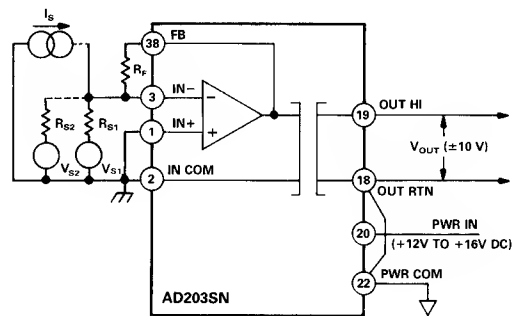 I_S
38 FB
R_F
3 IN−
1 IN+
2 IN COM
R_S2
R_S1
V_S2
V_S1
−
+
19 OUT HI
V_OUT (±10 V)
18 OUT RTN
20 PWR IN
(+12V TO +16V DC)
22 PWR COM
AD203SN